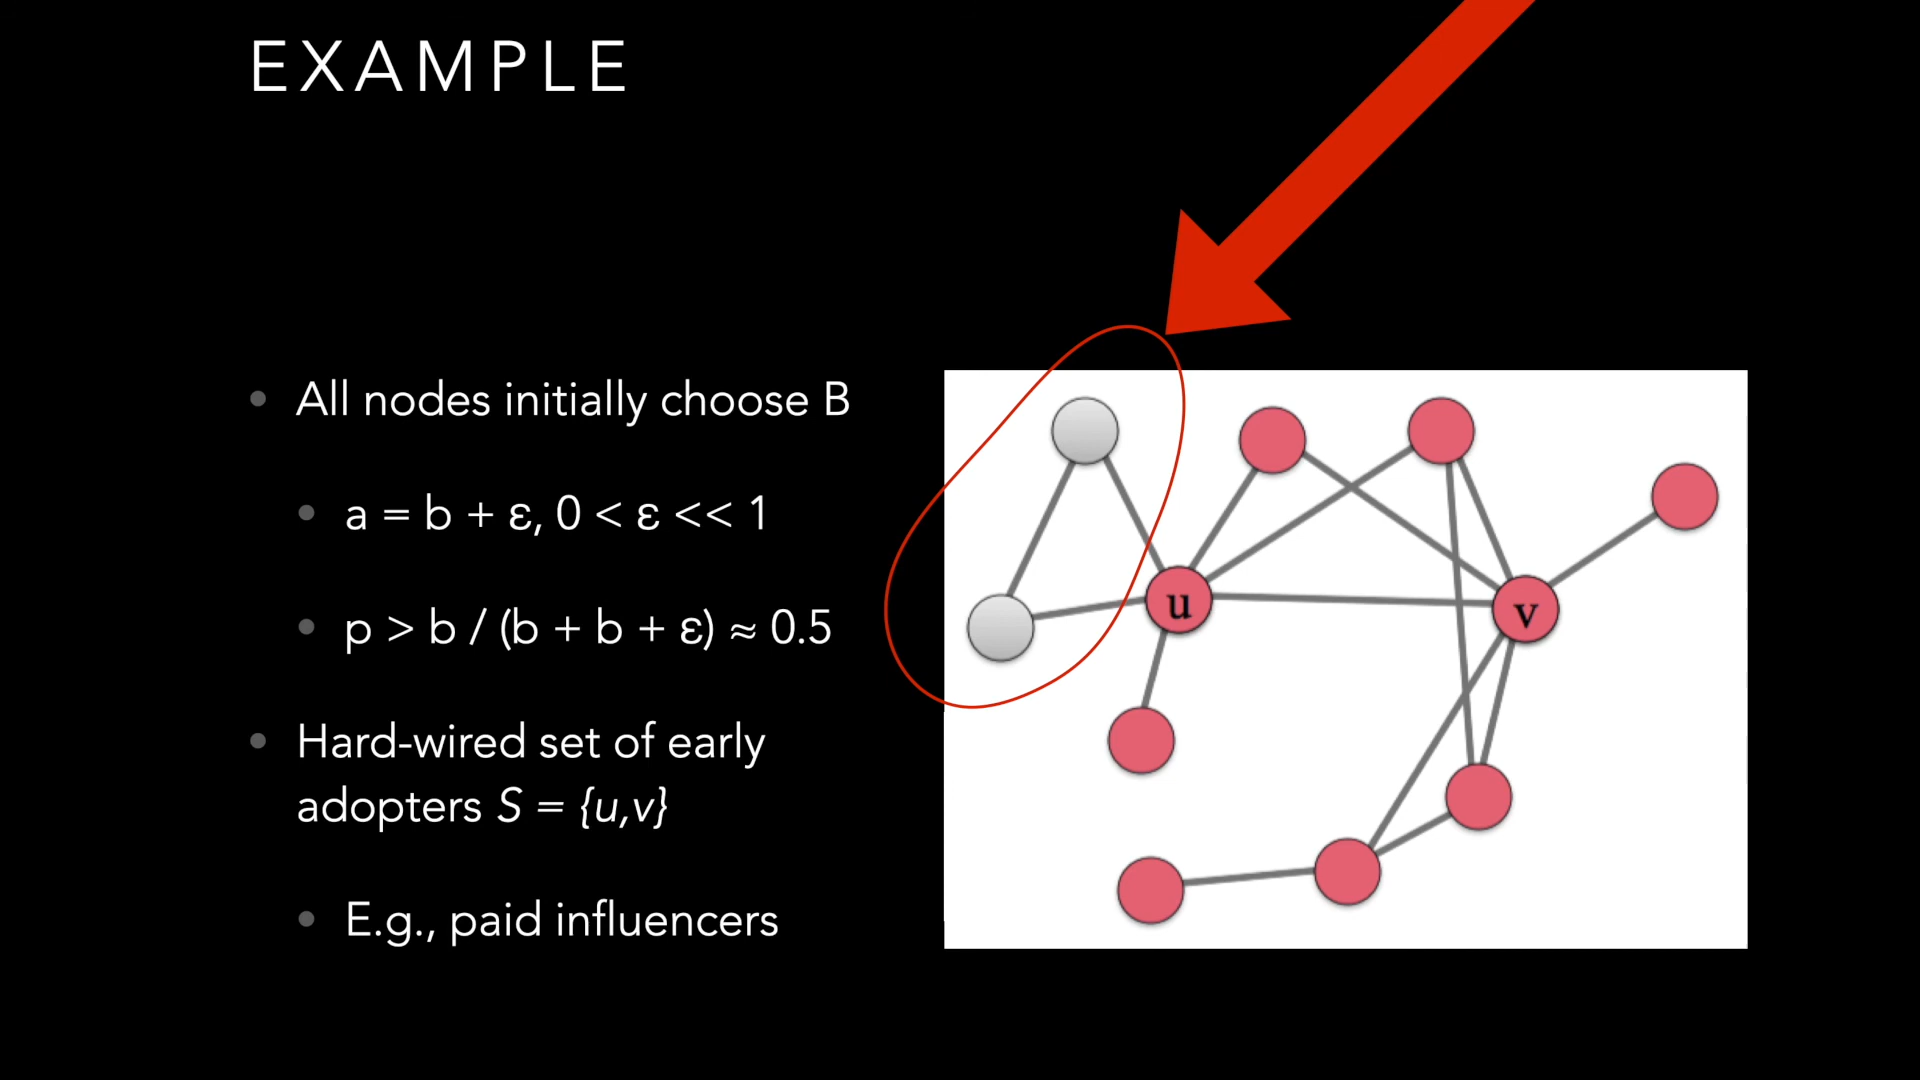 EXAMPLE
• All nodes initially choose B
• a = b + ε, 0 < ε << 1
• p > b / (b + b + ε) ≈ 0.5
• Hard-wired set of early
adopters S = {u,v}
• E.g., paid influencers
u
v